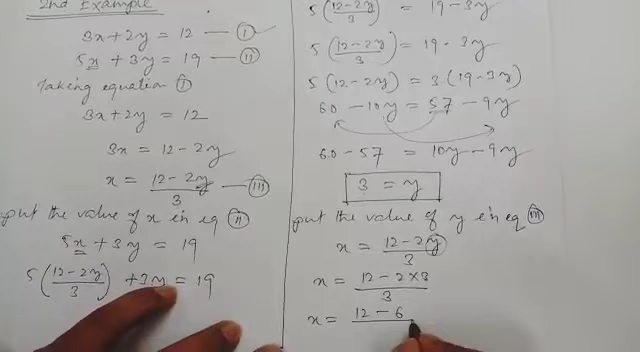 2nd Example
3x + 2y = 12 — (I)
5x + 3y = 19 — (II)
Taking equation (I)
3x + 2y = 12
3x = 12 - 2y
x = (12 - 2y)/3 — (III)
put the value of x in eq (II)
5x + 3y = 19
5((12 - 2y)/3) + 3y = 19
5((12 - 2y)/3) = 19 - 3y
5((12 - 2y)/3) = 19 - 3y
5(12 - 2y) = 3(19 - 3y)
60 - 10y = 57 - 9y
60 - 57 = 10y - 9y
3 = y
put the value of y in eq (III)
x = (12 - 2y)/3
x = (12 - 2×3)/3
x = 12 - 6